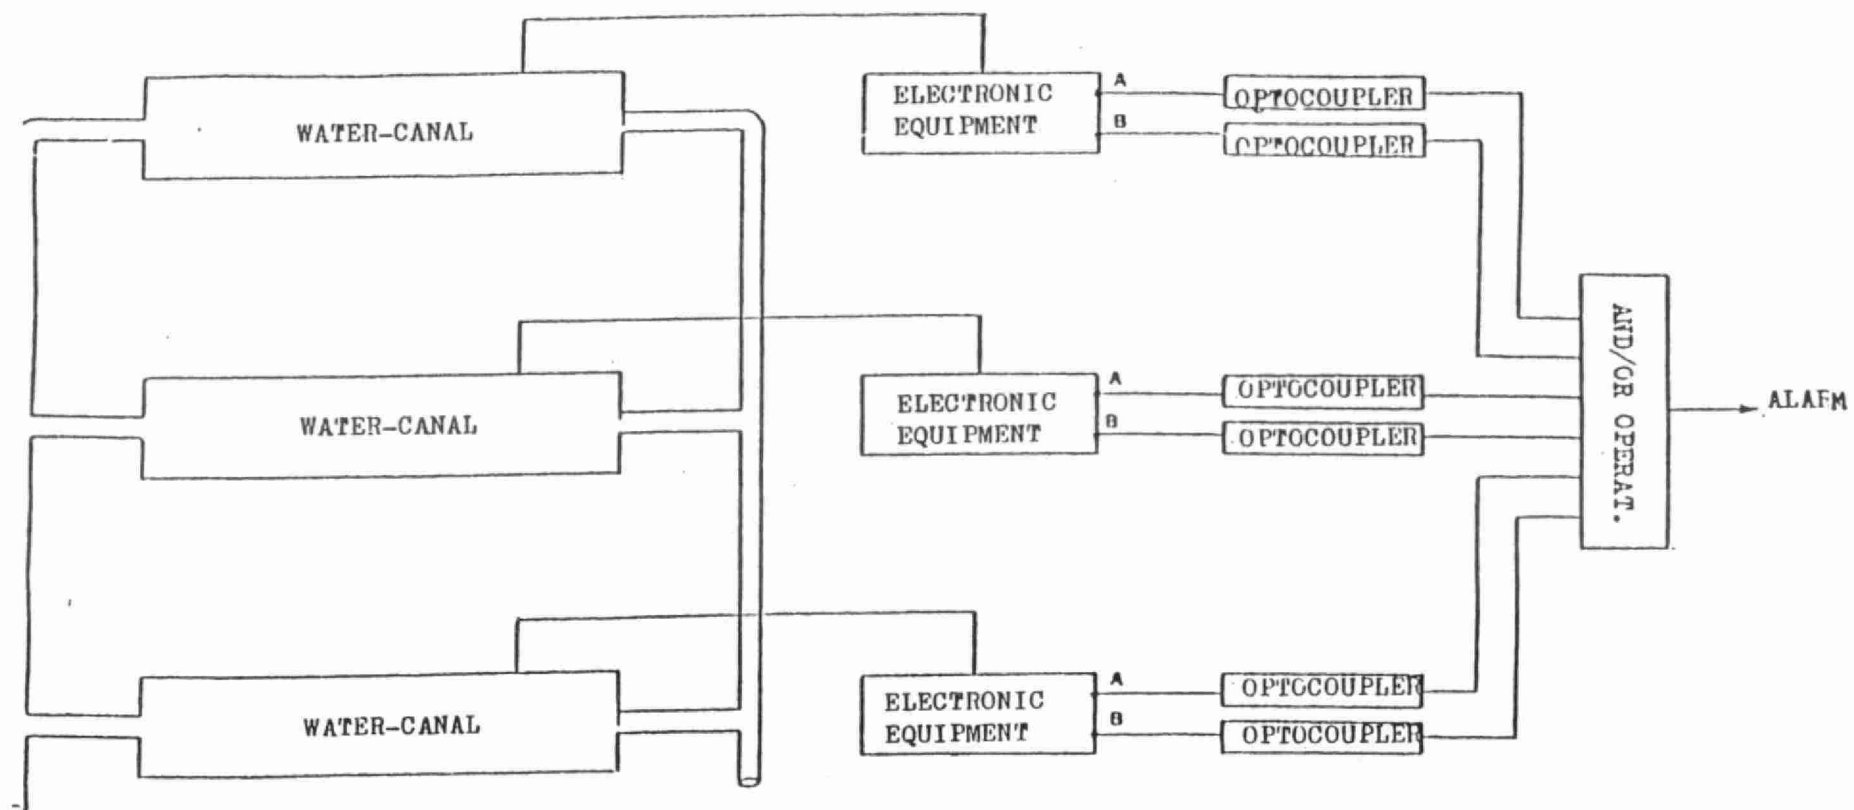 WATER-CANAL
ELECTRONIC
EQUIPMENT
A
B
OPTOCOUPLER
OPTOCOUPLER
WATER-CANAL
ELECTRONIC
EQUIPMENT
A
B
OPTOCOUPLER
OPTOCOUPLER
AND/OR OPERAT.
ALARM
WATER-CANAL
ELECTRONIC
EQUIPMENT
A
B
OPTOCOUPLER
OPTOCOUPLER